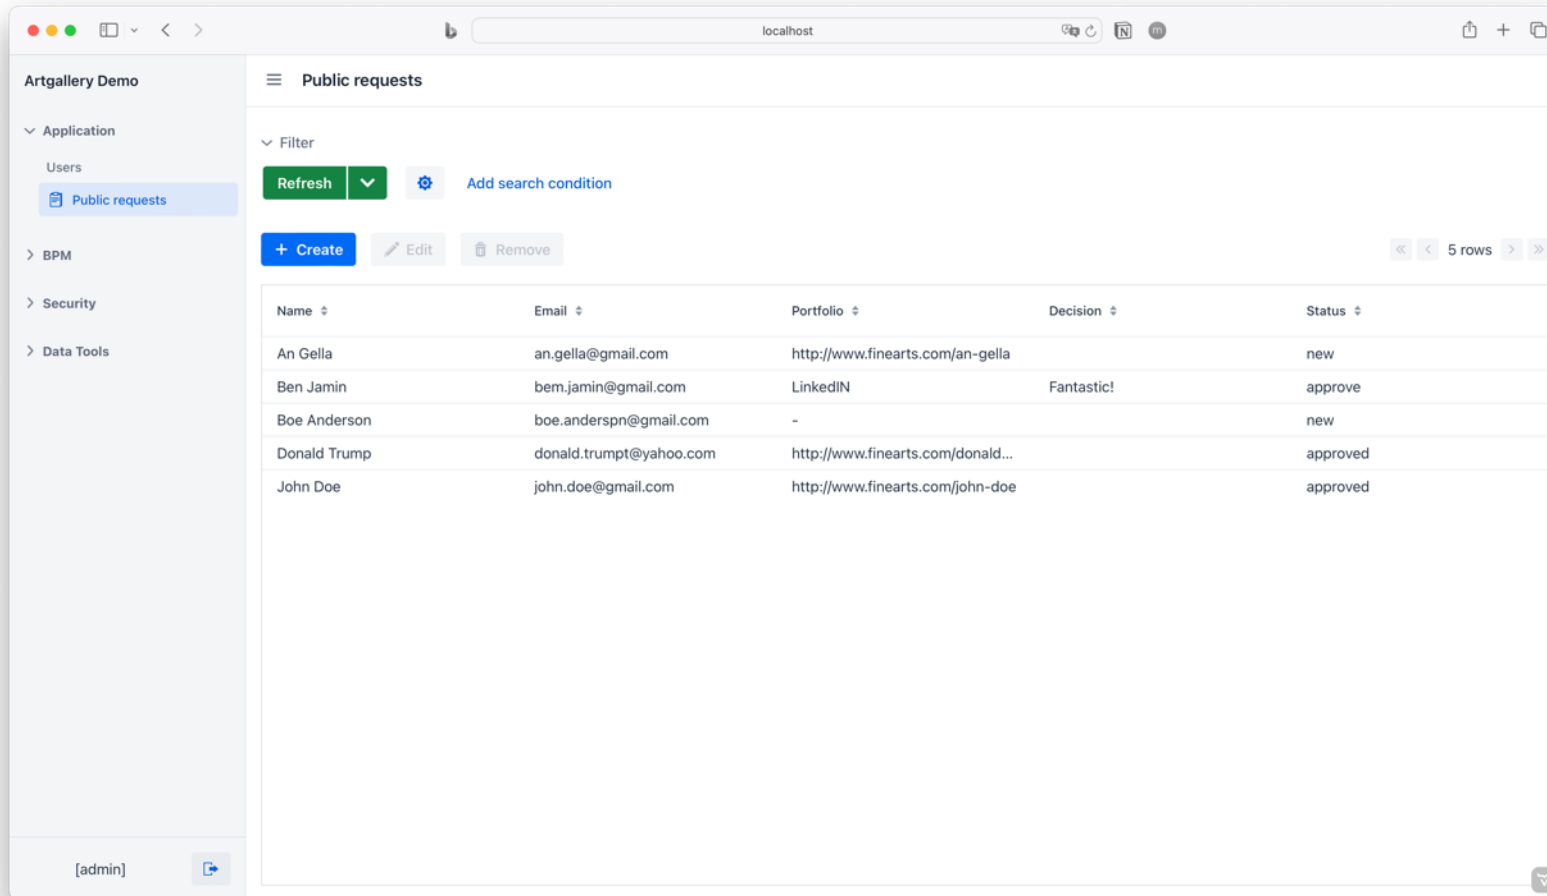 localhost
Artgallery Demo
Public requests
Application
Users
Public requests
BPM
Security
Data Tools
[admin]
Filter
Refresh
Add search condition
+ Create
Edit
Remove
5 rows
Name Email Portfolio Decision Status
An Gella an.gella@gmail.com http://www.finearts.com/an-gella new
Ben Jamin bem.jamin@gmail.com LinkedIN Fantastic! approve
Boe Anderson boe.anderspn@gmail.com - new
Donald Trump donald.trumpt@yahoo.com http://www.finearts.com/donald... approved
John Doe john.doe@gmail.com http://www.finearts.com/john-doe approved